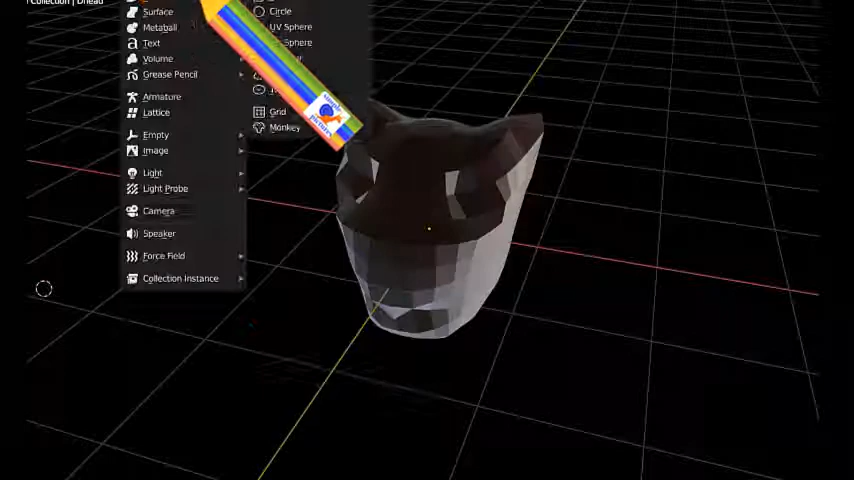 Collection | Dhead
Surface
Circle
Metaball
UV Sphere
Text
Sphere
Volume
Grease Pencil
Armature
Lattice
Grid
Empty
Monkey
Image
Light
Light Probe
Camera
Speaker
Force Field
Collection Instance